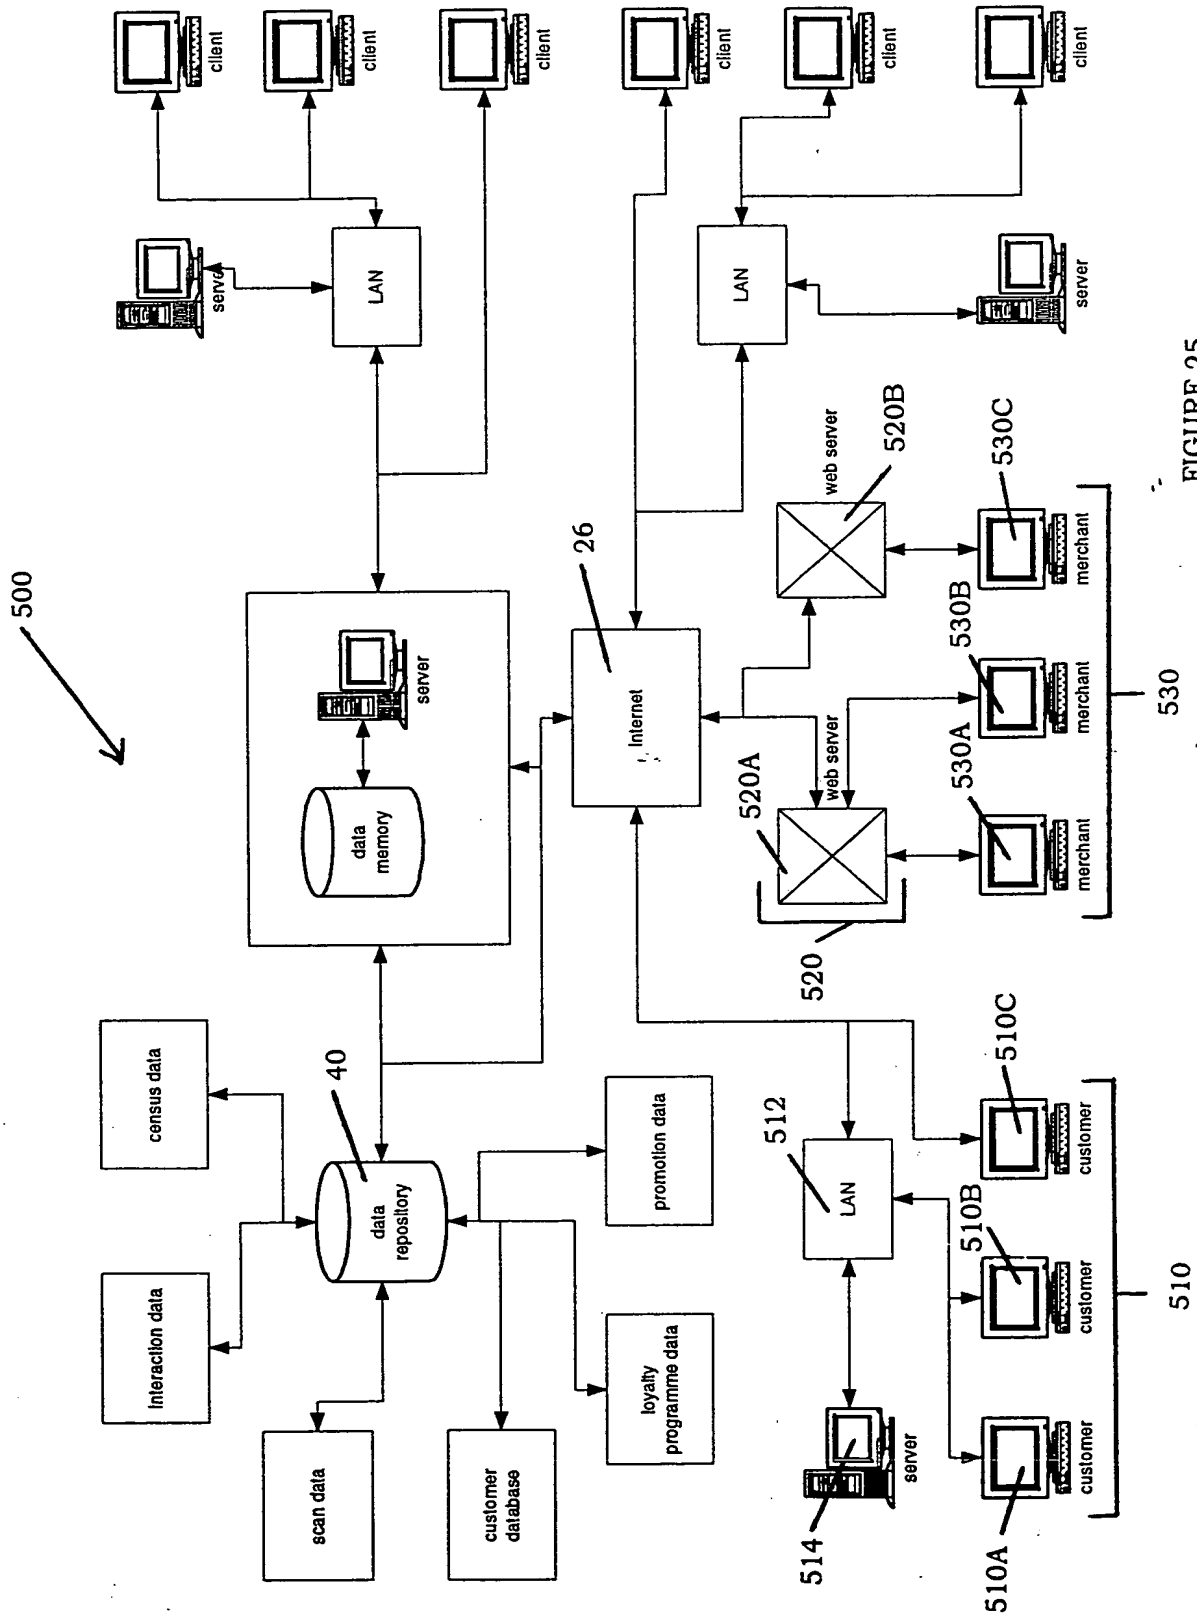 500
Interaction data
census data
server
client
scan data
40
data
repository
data
memory
server
LAN
client
customer
database
client
loyalty
programme data
promotion data
26
Internet
client
LAN
514
server
512
LAN
520
520A
web server
520B
web server
client
510A
510B
510C
530A
530B
530C
server
client
customer
customer
customer
merchant
merchant
merchant
510
530
FIGURE 25